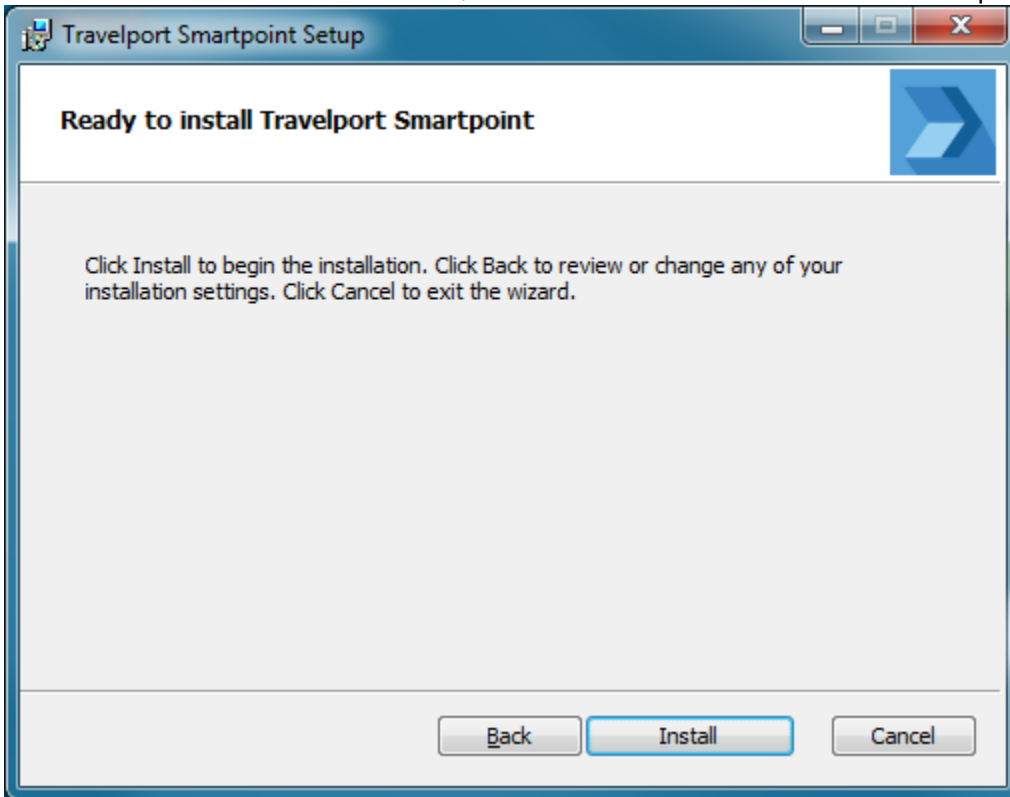 Travelport Smartpoint Setup
Ready to install Travelport Smartpoint
Click Install to begin the installation. Click Back to review or change any of your
installation settings. Click Cancel to exit the wizard.
Back Install Cancel